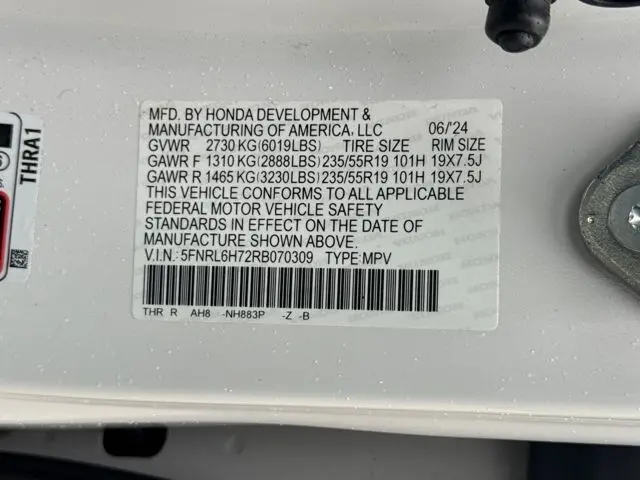 MFD. BY HONDA DEVELOPMENT &
MANUFACTURING OF AMERICA, LLC 06/'24
GVWR 2730 KG(6019LBS) TIRE SIZE RIM SIZE
GAWR F 1310 KG(2888LBS) 235/55R19 101H 19X7.5J
GAWR R 1465 KG(3230LBS) 235/55R19 101H 19X7.5J
THIS VEHICLE CONFORMS TO ALL APPLICABLE
FEDERAL MOTOR VEHICLE SAFETY
STANDARDS IN EFFECT ON THE DATE OF
MANUFACTURE SHOWN ABOVE.
V.I.N.: 5FNRL6H72RB070309 TYPE:MPV
THR R AH8 -NH883P -Z -B
THRA1